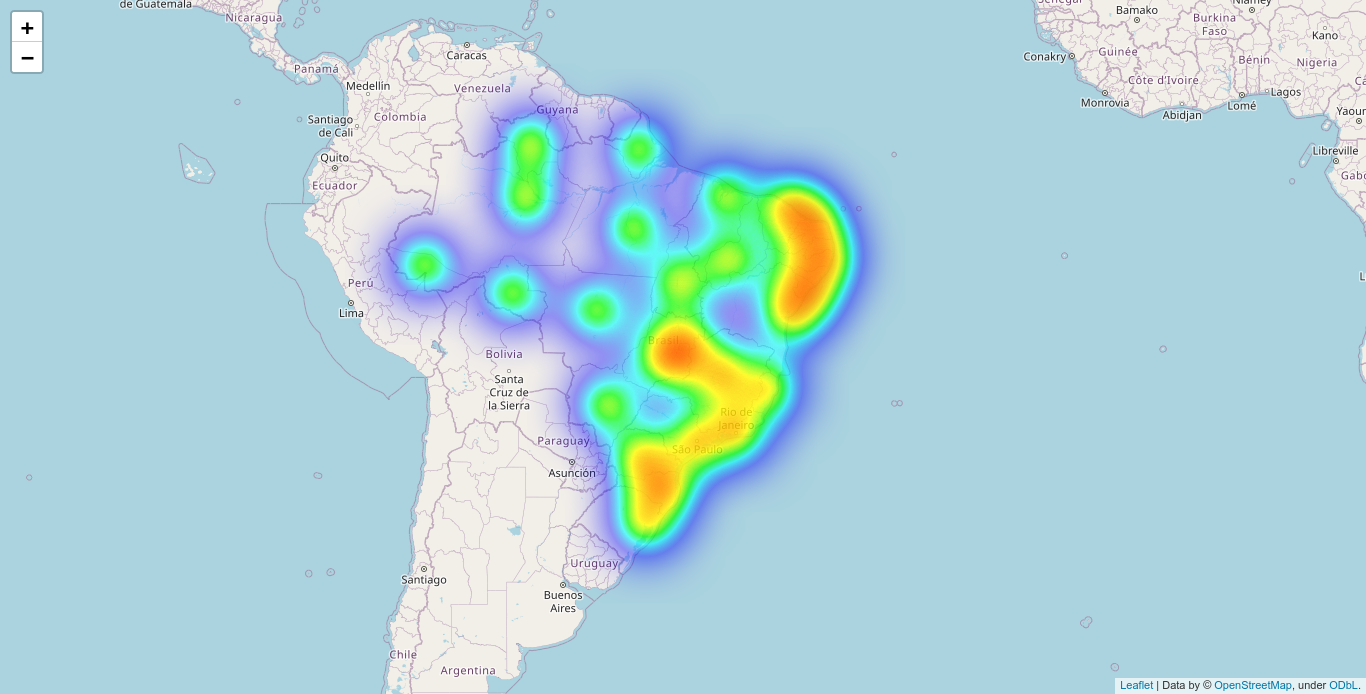 +
−
de Guatemala
Nicaragua
Panamá
Caracas
Medellín
Venezuela
Guyana
Colombia
Santiago
de Cali
Quito
Ecuador
Perú
Lima
Brasil
Bolivia
Santa
Cruz de
la Sierra
Rio de
Janeiro
Paraguay
São Paulo
Asunción
Uruguay
Santiago
Buenos
Aires
Chile
Argentina
Bamako
Burkina
Faso
Kano
Conakry
Guinée
Bénin
Nigeria
Côte d'Ivoire
Monrovia
Lomé
Lagos
Abidjan
Libreville
Leaflet | Data by © OpenStreetMap, under ODbL.